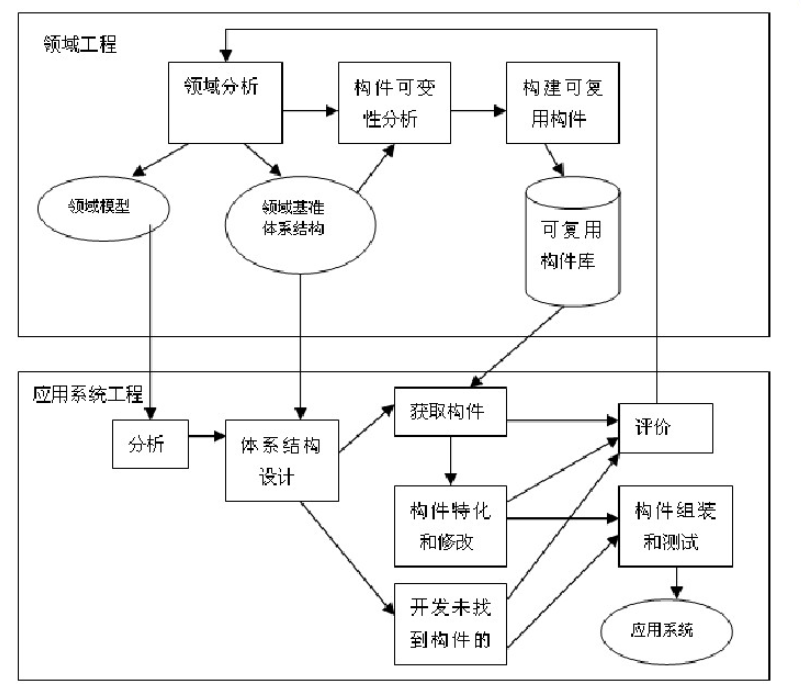 领域工程
领域分析
构件可变
性分析
构建可复
用构件
领域模型
领域基准
体系结构
可复用
构件库
应用系统工程
分析
体系结构
设计
获取构件
评价
构件特化
和修改
构件组装
和测试
开发未找
到构件的
应用系统